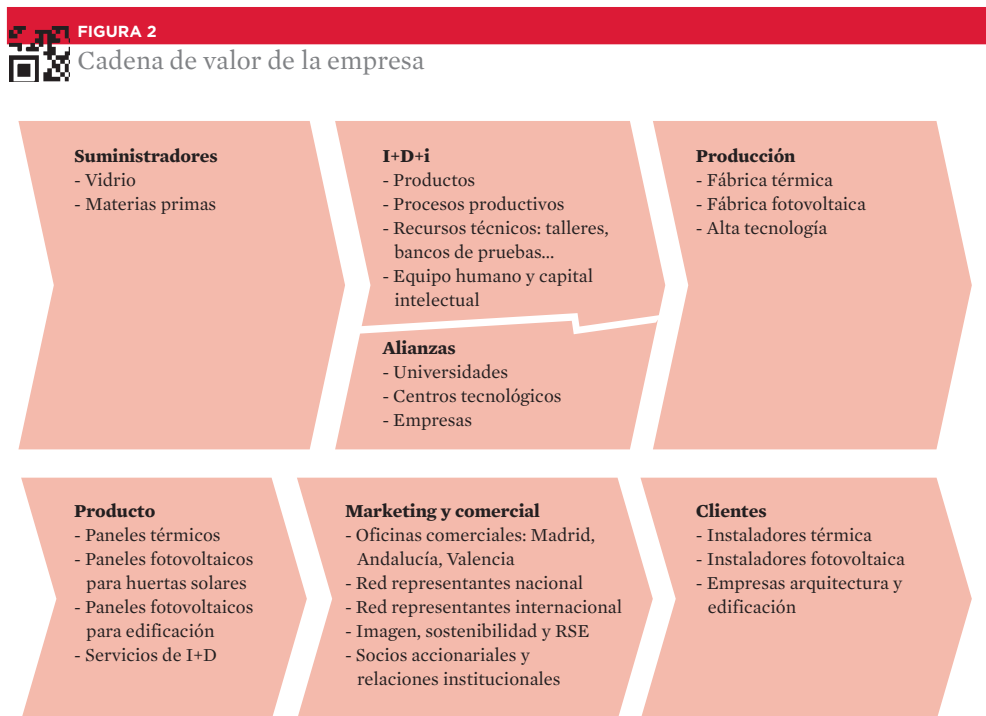 FIGURA 2
Cadena de valor de la empresa
Suministradores
- Vidrio
- Materias primas
I+D+i
- Productos
- Procesos productivos
- Recursos técnicos: talleres,
bancos de pruebas...
- Equipo humano y capital
intelectual
Alianzas
- Universidades
- Centros tecnológicos
- Empresas
Producción
- Fábrica térmica
- Fábrica fotovoltaica
- Alta tecnología
Producto
- Paneles térmicos
- Paneles fotovoltaicos
para huertas solares
- Paneles fotovoltaicos
para edificación
- Servicios de I+D
Marketing y comercial
- Oficinas comerciales: Madrid,
Andalucía, Valencia
- Red representantes nacional
- Red representantes internacional
- Imagen, sostenibilidad y RSE
- Socios accionariales y
relaciones institucionales
Clientes
- Instaladores térmica
- Instaladores fotovoltaica
- Empresas arquitectura y
edificación